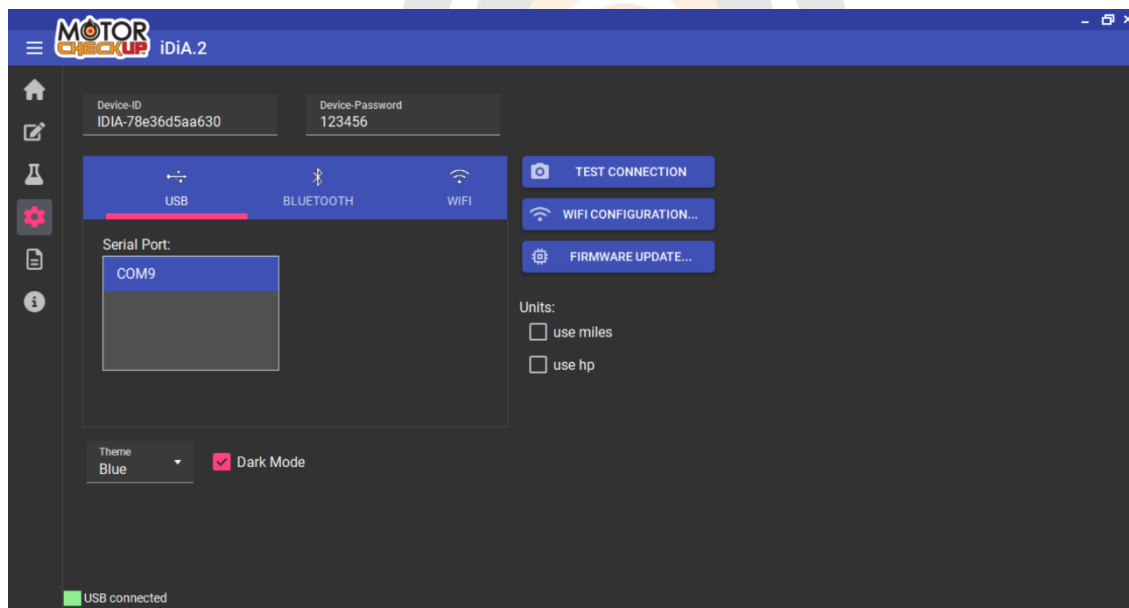 MOTOR
CHECKUP iDiA.2
Device-ID
IDIA-78e36d5aa630
Device-Password
123456
USB
BLUETOOTH
WIFI
TEST CONNECTION
WIFI CONFIGURATION...
FIRMWARE UPDATE...
Serial Port:
COM9
Units:
use miles
use hp
Theme
Blue
Dark Mode
USB connected